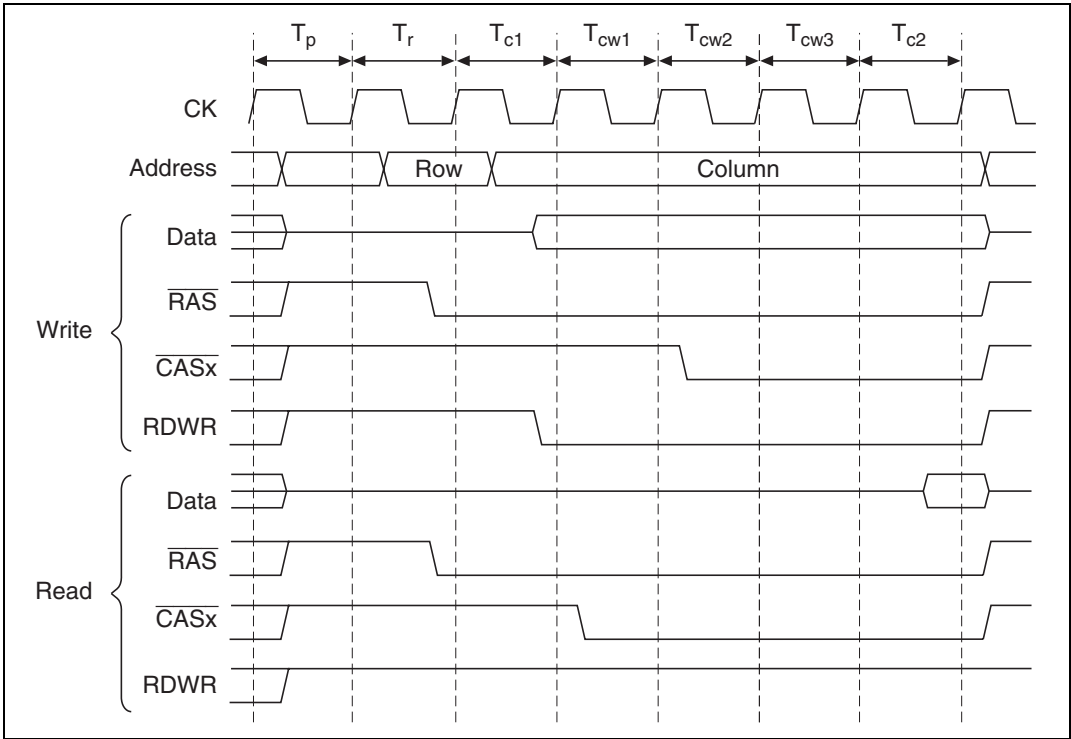 Tp Tr Tc1 Tcw1 Tcw2 Tcw3 Tc2
CK
Address Row Column
Write
Data
RAS
CASx
RDWR
Read
Data
RAS
CASx
RDWR